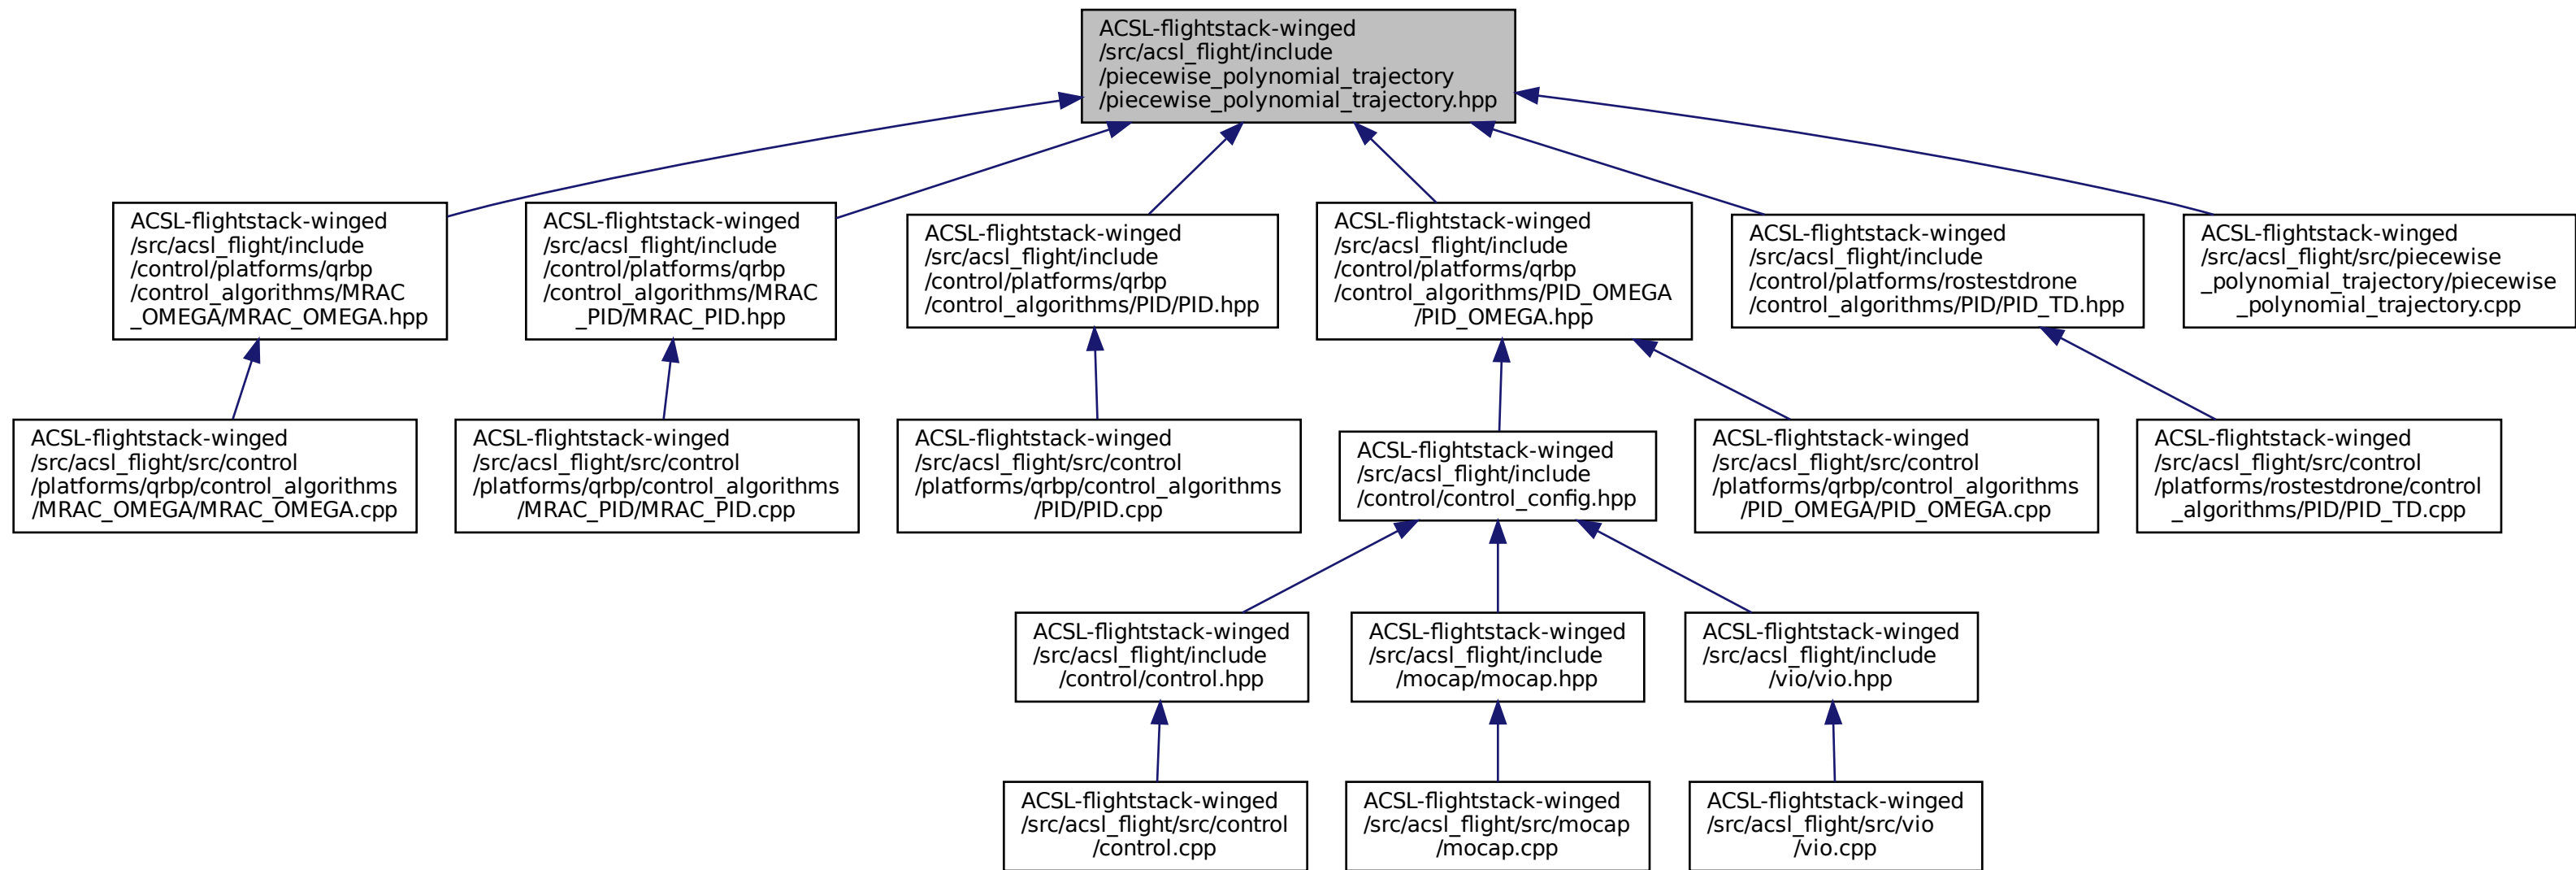 ACSL-flightstack-winged
/src/acsl_flight/include
/piecewise_polynomial_trajectory
/piecewise_polynomial_trajectory.hpp
ACSL-flightstack-winged
/src/acsl_flight/include
/control/platforms/qrbp
/control_algorithms/MRAC
_OMEGA/MRAC_OMEGA.hpp
ACSL-flightstack-winged
/src/acsl_flight/include
/control/platforms/qrbp
/control_algorithms/MRAC
_PID/MRAC_PID.hpp
ACSL-flightstack-winged
/src/acsl_flight/include
/control/platforms/qrbp
/control_algorithms/PID/PID.hpp
ACSL-flightstack-winged
/src/acsl_flight/include
/control/platforms/qrbp
/control_algorithms/PID_OMEGA
/PID_OMEGA.hpp
ACSL-flightstack-winged
/src/acsl_flight/include
/control/platforms/rostestdrone
/control_algorithms/PID/PID_TD.hpp
ACSL-flightstack-winged
/src/acsl_flight/src/piecewise
_polynomial_trajectory/piecewise
_polynomial_trajectory.cpp
ACSL-flightstack-winged
/src/acsl_flight/src/control
/platforms/qrbp/control_algorithms
/MRAC_OMEGA/MRAC_OMEGA.cpp
ACSL-flightstack-winged
/src/acsl_flight/src/control
/platforms/qrbp/control_algorithms
/MRAC_PID/MRAC_PID.cpp
ACSL-flightstack-winged
/src/acsl_flight/src/control
/platforms/qrbp/control_algorithms
/PID/PID.cpp
ACSL-flightstack-winged
/src/acsl_flight/include
/control/control_config.hpp
ACSL-flightstack-winged
/src/acsl_flight/src/control
/platforms/qrbp/control_algorithms
/PID_OMEGA/PID_OMEGA.cpp
ACSL-flightstack-winged
/src/acsl_flight/src/control
/platforms/rostestdrone/control
_algorithms/PID/PID_TD.cpp
ACSL-flightstack-winged
/src/acsl_flight/include
/control/control.hpp
ACSL-flightstack-winged
/src/acsl_flight/include
/mocap/mocap.hpp
ACSL-flightstack-winged
/src/acsl_flight/include
/vio/vio.hpp
ACSL-flightstack-winged
/src/acsl_flight/src/control
/control.cpp
ACSL-flightstack-winged
/src/acsl_flight/src/mocap
/mocap.cpp
ACSL-flightstack-winged
/src/acsl_flight/src/vio
/vio.cpp